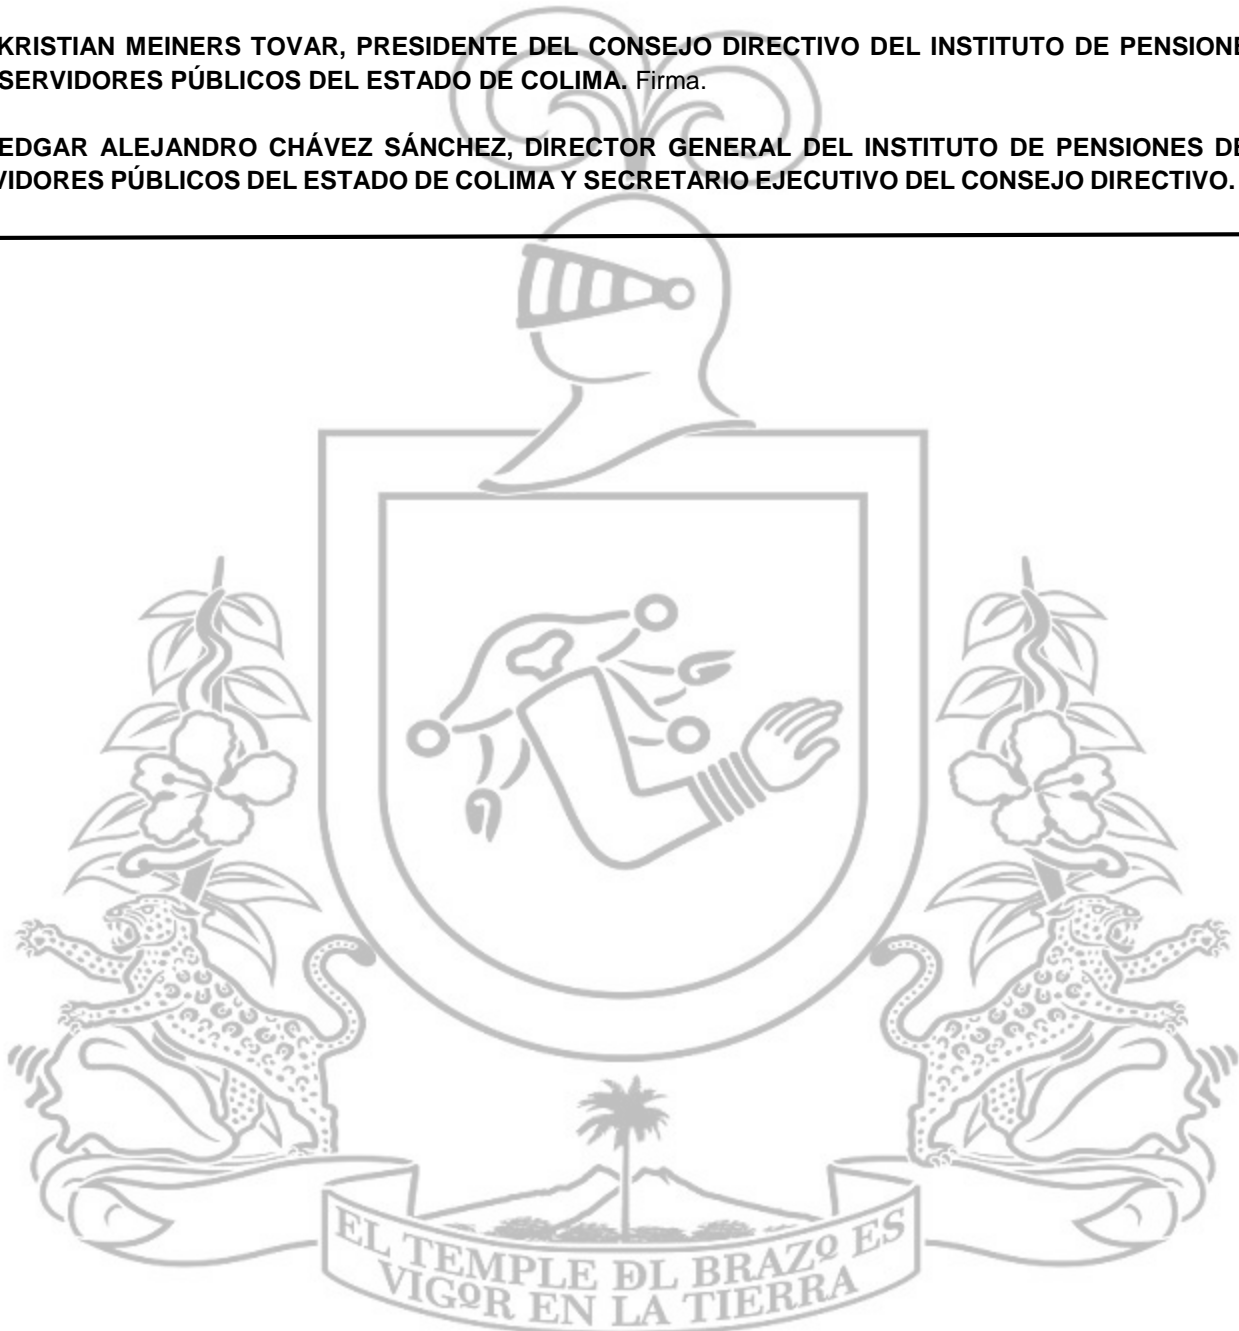 KRISTIAN MEINERS TOVAR, PRESIDENTE DEL CONSEJO DIRECTIVO DEL INSTITUTO DE PENSIONE
SERVIDORES PÚBLICOS DEL ESTADO DE COLIMA. Firma.
EDGAR ALEJANDRO CHÁVEZ SÁNCHEZ, DIRECTOR GENERAL DEL INSTITUTO DE PENSIONES DE
VIDORES PÚBLICOS DEL ESTADO DE COLIMA Y SECRETARIO EJECUTIVO DEL CONSEJO DIRECTIVO.
EL TEMPLE ĐL BRAZO ES
VIGOR EN LA TIERRA